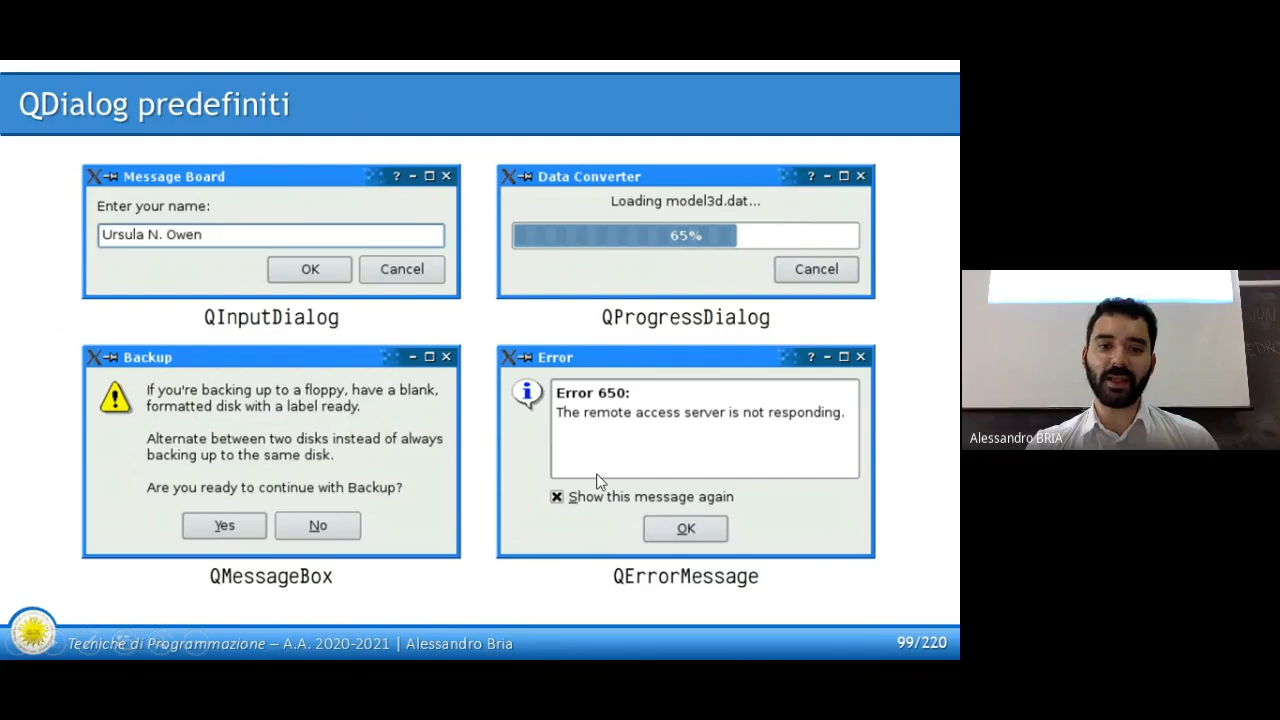 QDialog predefiniti
Message Board
Enter your name:
Ursula N. Owen
OK
Cancel
QInputDialog
Data Converter
Loading model3d.dat...
65%
Cancel
QProgressDialog
Backup
If you're backing up to a floppy, have a blank,
formatted disk with a label ready.
Alternate between two disks instead of always
backing up to the same disk.
Are you ready to continue with Backup?
Yes
No
QMessageBox
Error
Error 650:
The remote access server is not responding.
Show this message again
OK
QErrorMessage
Tecniche di Programmazione – A.A. 2020-2021 | Alessandro Bria
99/220
Alessandro BRIA